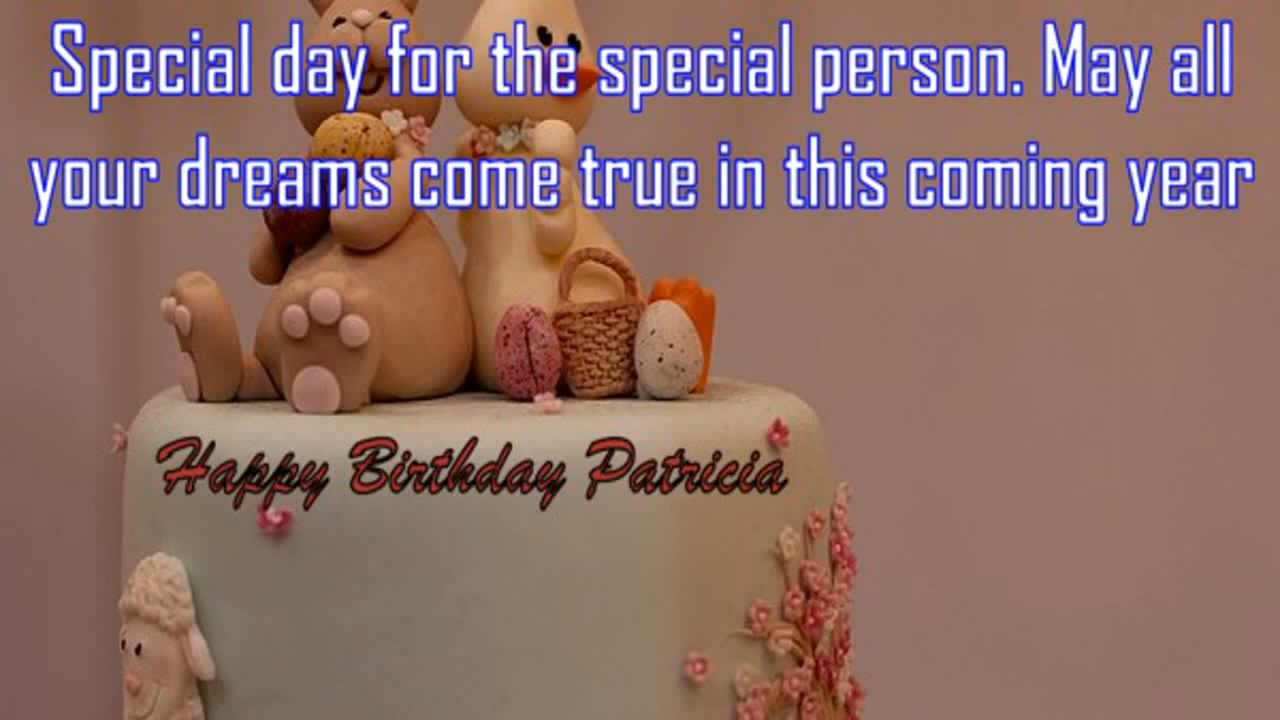 Special day for the special person. May all
your dreams come true in this coming year
Happy Birthday Patricia